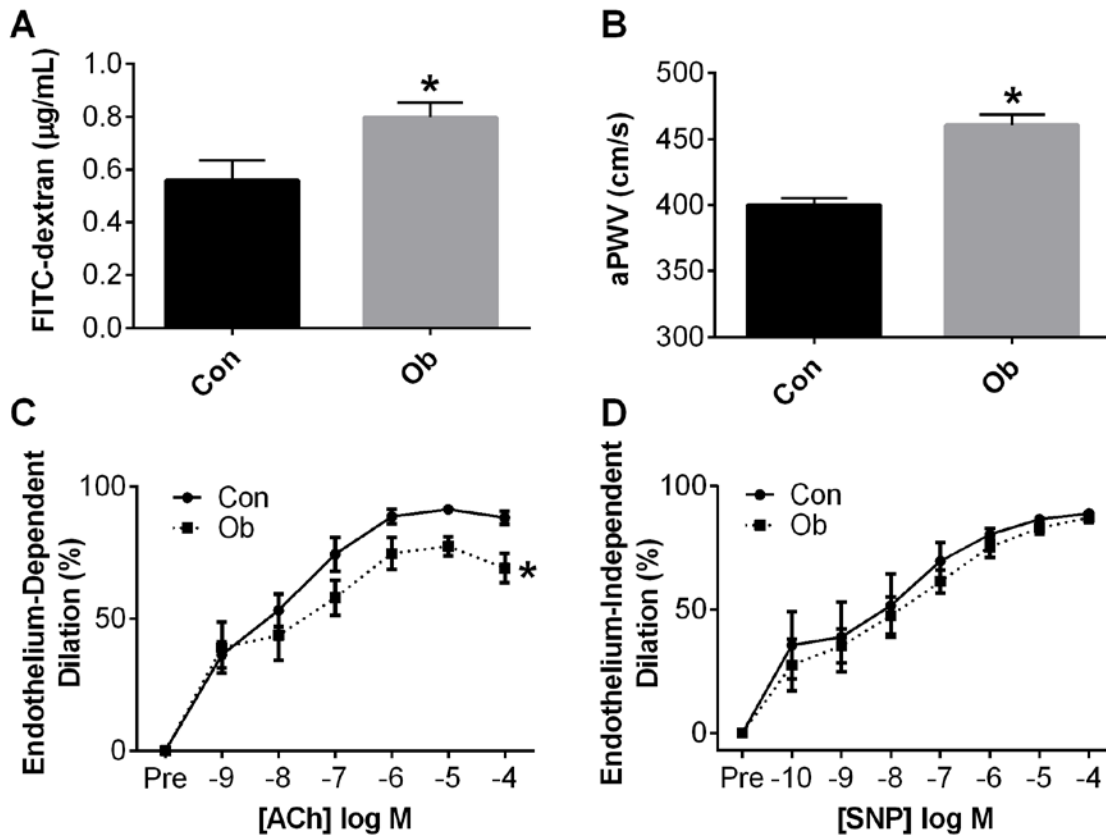 A
FITC-dextran (μg/mL)
1.0
0.8
0.6
0.4
0.2
0.0
*
Con
Ob
B
aPWV (cm/s)
500
450
400
350
300
*
Con
Ob
C
Endothelium-Dependent
Dilation (%)
100
50
0
Con
Ob
*
Pre -9 -8 -7 -6 -5 -4
[ACh] log M
D
Endothelium-Independent
Dilation (%)
100
50
0
Con
Ob
Pre -10 -9 -8 -7 -6 -5 -4
[SNP] log M